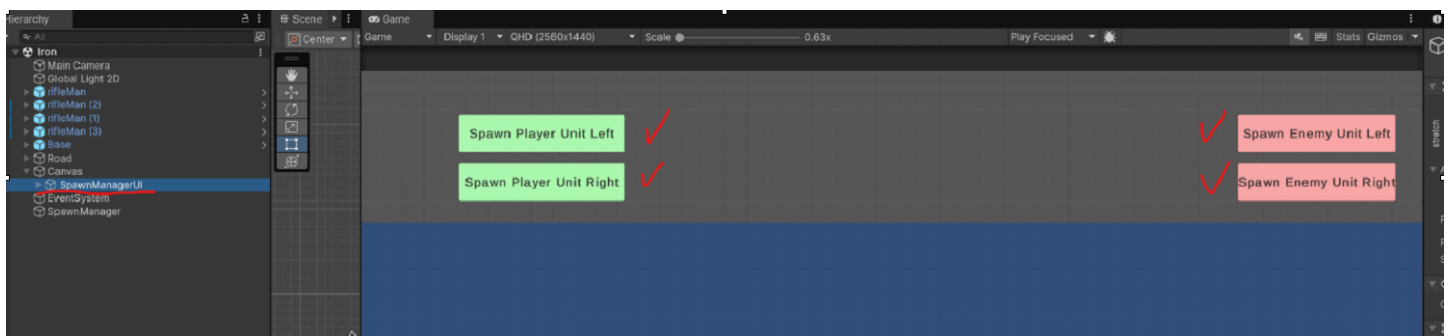 Hierarchy
Scene
Game
All
Center
Game
Display 1
QHD (2560x1440)
Scale
0.63x
Play Focused
Stats
Gizmos
Iron
Main Camera
Global Light 2D
rifleMan
rifleMan (2)
rifleMan (1)
rifleMan (3)
Base
Road
Canvas
SpawnManagerUi
EventSystem
SpawnManager
Spawn Player Unit Left
Spawn Enemy Unit Left
Spawn Player Unit Right
Spawn Enemy Unit Right
stretch